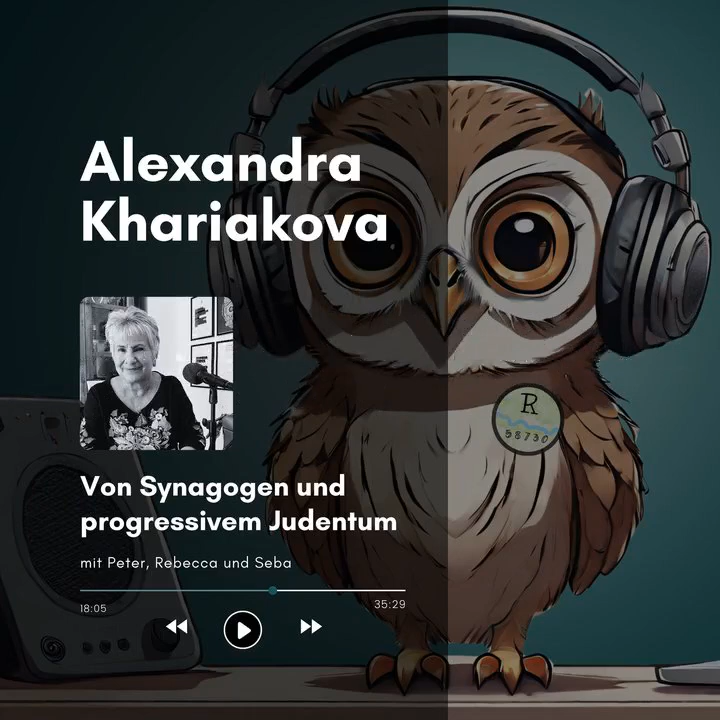 Alexandra
Khariakova
R
58730
Von Synagogen und
progressivem Judentum
mit Peter, Rebecca und Seba
18:05
35:29